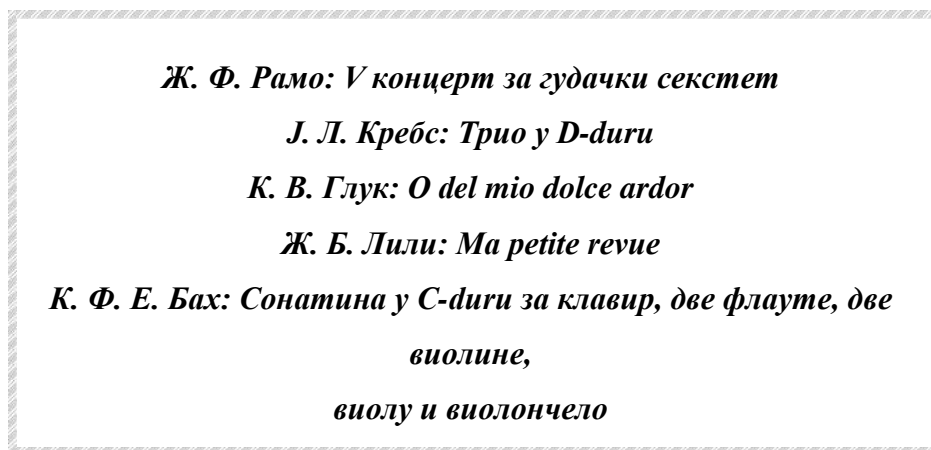 Ж. Ф. Рамо: V концерт за гудачки секстет
Ј. Л. Кребс: Трио у D-duru
К. В. Глук: O del mio dolce ardor
Ж. Б. Лили: Ma petite revue
К. Ф. Е. Бах: Сонатина у C-duru за клавир, две флауте, две
виолине,
виолу и виолончело